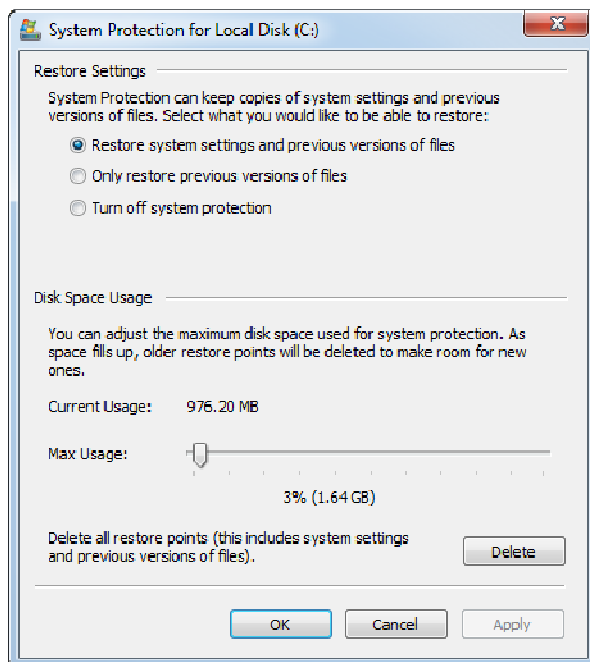 System Protection for Local Disk (C:)
Restore Settings
System Protection can keep copies of system settings and previous
versions of files. Select what you would like to be able to restore:
Restore system settings and previous versions of files
Only restore previous versions of files
Turn off system protection
Disk Space Usage
You can adjust the maximum disk space used for system protection. As
space fills up, older restore points will be deleted to make room for new
ones.
Current Usage: 976.20 MB
Max Usage:
3% (1.64 GB)
Delete all restore points (this includes system settings
and previous versions of files).
Delete
OK Cancel Apply